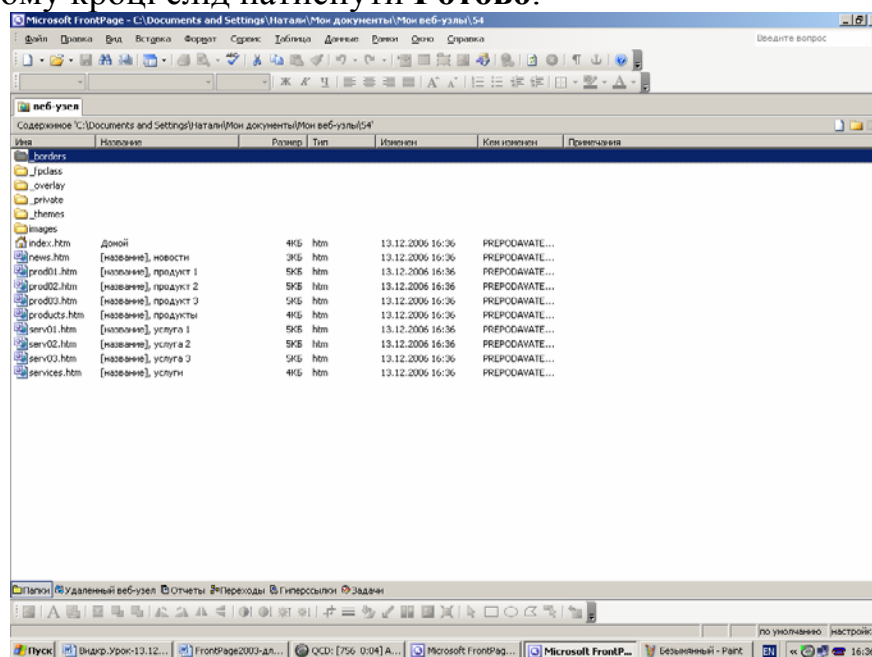 ому кроці слід натиснути Готово.
Microsoft FrontPage - C:\Documents and Settings\Натали\Мои документы\Мои веб-узлы\54
Файл Правка Вид Вставка Формат Сервис Таблица Данные Рамки Окно Справка Введите вопрос
Ж К Ч
веб-узел
Содержимое 'C:\Documents and Settings\Натали\Мои документы\Мои веб-узлы\54'
Имя Название Размер Тип Изменен Кем изменен Примечания
_borders
_fpclass
_overlay
_private
_themes
images
index.htm Домой 4КБ htm 13.12.2006 16:36 PREPODAVATE...
news.htm [название], новости 3КБ htm 13.12.2006 16:36 PREPODAVATE...
prod01.htm [название], продукт 1 5КБ htm 13.12.2006 16:36 PREPODAVATE...
prod02.htm [название], продукт 2 5КБ htm 13.12.2006 16:36 PREPODAVATE...
prod03.htm [название], продукт 3 5КБ htm 13.12.2006 16:36 PREPODAVATE...
products.htm [название], продукты 4КБ htm 13.12.2006 16:36 PREPODAVATE...
serv01.htm [название], услуга 1 5КБ htm 13.12.2006 16:36 PREPODAVATE...
serv02.htm [название], услуга 2 5КБ htm 13.12.2006 16:36 PREPODAVATE...
serv03.htm [название], услуга 3 5КБ htm 13.12.2006 16:36 PREPODAVATE...
services.htm [название], услуги 4КБ htm 13.12.2006 16:36 PREPODAVATE...
Папки Удаленный веб-узел Отчеты Переходы Гиперссылки Задачи
по умолчанию настройк
Пуск Видкр.Урок-13.12... FrontPage2003-дл... QCD: [756 0:04] A... Microsoft FrontPag... Microsoft FrontP... Безымянный - Paint EN 16:36